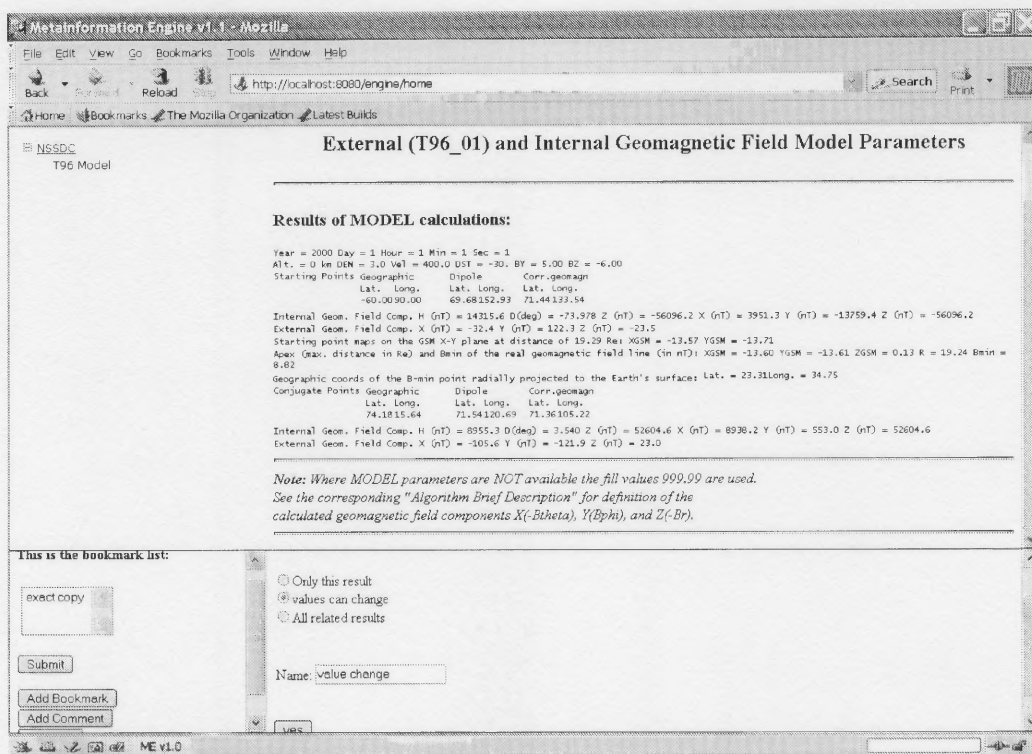 Metainformation Engine v1.1 - Mozilla
File Edit View Go Bookmarks Tools Window Help
Back Reload http://localhost:8080/engine/home Search Print
Home Bookmarks The Mozilla Organization Latest Builds
NSSDC
T96 Model
External (T96_01) and Internal Geomagnetic Field Model Parameters
Results of MODEL calculations:
Year = 2000 Day = 1 Hour = 1 Min = 1 Sec = 1
Alt. = 0 km DEN = 3.0 Vel = 400.0 DST = -30. BY = 5.00 BZ = -6.00
Starting Points Geographic Dipole Corr.geomagn
Lat. Long. Lat. Long. Lat. Long.
-60.0090.00 69.68152.93 71.44133.54
Internal Geom. Field Comp. H (nT) = 14315.6 D(deg) = -73.978 Z (nT) = -56096.2 X (nT) = 3951.3 Y (nT) = -13759.4 Z (nT) = -56096.2
External Geom. Field Comp. X (nT) = -32.4 Y (nT) = 122.3 Z (nT) = -23.5
Starting point maps on the GSM X-Y plane at distance of 19.29 Re: XGSM = -13.57 YGSM = -13.71
Apex (max. distance in Re) and Bmin of the real geomagnetic field line (in nT): XGSM = -13.60 YGSM = -13.61 ZGSM = 0.13 R = 19.24 Bmin =
8.82
Geographic coords of the B-min point radially projected to the Earth's surface: Lat. = 23.31Long. = 34.75
Conjugate Points Geographic Dipole Corr.geomagn
Lat. Long. Lat. Long. Lat. Long.
74.1815.64 71.54120.69 71.36105.22
Internal Geom. Field Comp. H (nT) = 8955.3 D(deg) = 3.540 Z (nT) = 52604.6 X (nT) = 8938.2 Y (nT) = 553.0 Z (nT) = 52604.6
External Geom. Field Comp. X (nT) = -105.6 Y (nT) = -121.9 Z (nT) = 23.0
Note: Where MODEL parameters are NOT available the fill values 999.99 are used.
See the corresponding "Algorithm Brief Description" for definition of the
calculated geomagnetic field components X(-Btheta), Y(Bphi), and Z(-Br).
This is the bookmark list:
exact copy
Submit
Add Bookmark
Add Comment
Only this result
values can change
All related results
Name: value change
yes
ME v1.0